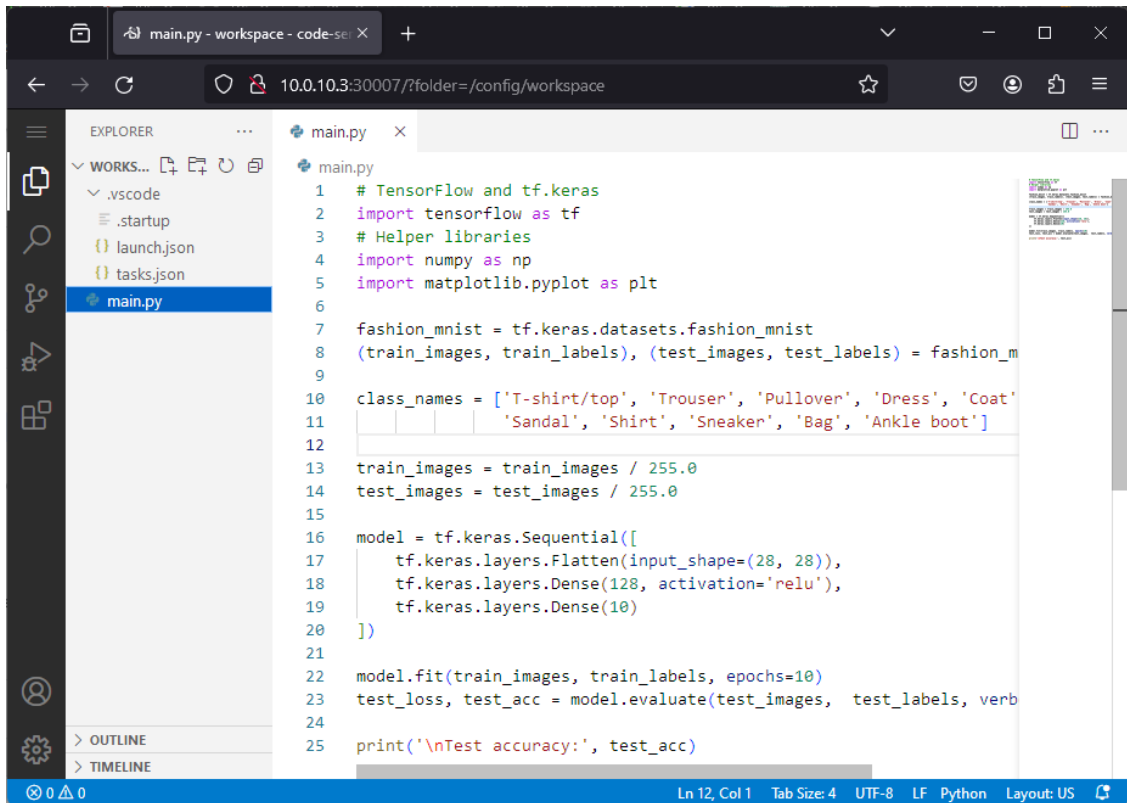 main.py - workspace - code-ser
10.0.10.3:30007/?folder=/config/workspace
EXPLORER
main.py
WORKS...
main.py
.vscode
.startup
launch.json
tasks.json
main.py
1 # TensorFlow and tf.keras
2 import tensorflow as tf
3 # Helper libraries
4 import numpy as np
5 import matplotlib.pyplot as plt
6
7 fashion_mnist = tf.keras.datasets.fashion_mnist
8 (train_images, train_labels), (test_images, test_labels) = fashion_m
9
10 class_names = ['T-shirt/top', 'Trouser', 'Pullover', 'Dress', 'Coat'
11 'Sandal', 'Shirt', 'Sneaker', 'Bag', 'Ankle boot']
12
13 train_images = train_images / 255.0
14 test_images = test_images / 255.0
15
16 model = tf.keras.Sequential([
17 tf.keras.layers.Flatten(input_shape=(28, 28)),
18 tf.keras.layers.Dense(128, activation='relu'),
19 tf.keras.layers.Dense(10)
20 ])
21
22 model.fit(train_images, train_labels, epochs=10)
23 test_loss, test_acc = model.evaluate(test_images,  test_labels, verb
24
25 print('\nTest accuracy:', test_acc)
OUTLINE
TIMELINE
0 0 Ln 12, Col 1 Tab Size: 4 UTF-8 LF Python Layout: US